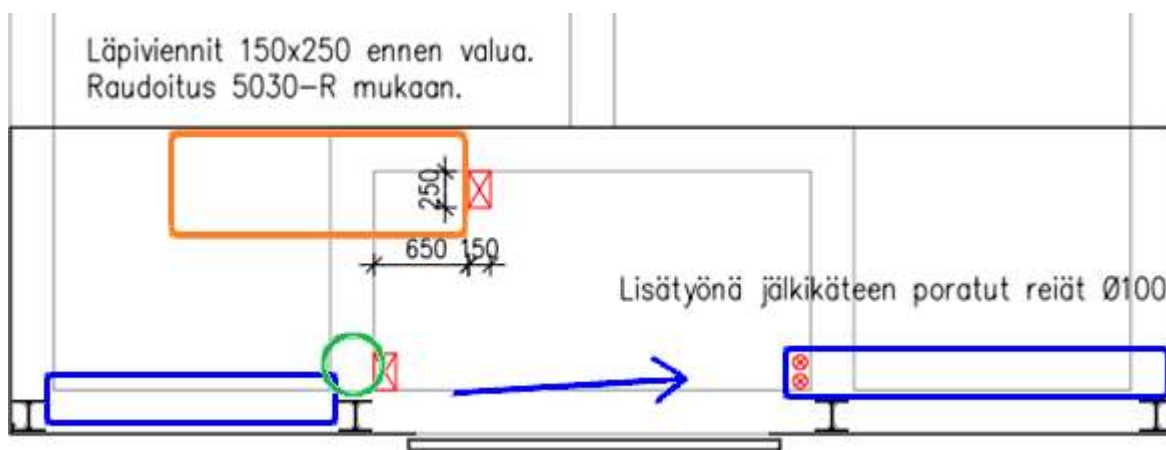 Läpiviennit 150x250 ennen valua.
Raudoitus 5030-R mukaan.
250
650 150
Lisätyönä jälkikäteen poratut reiät Ø100